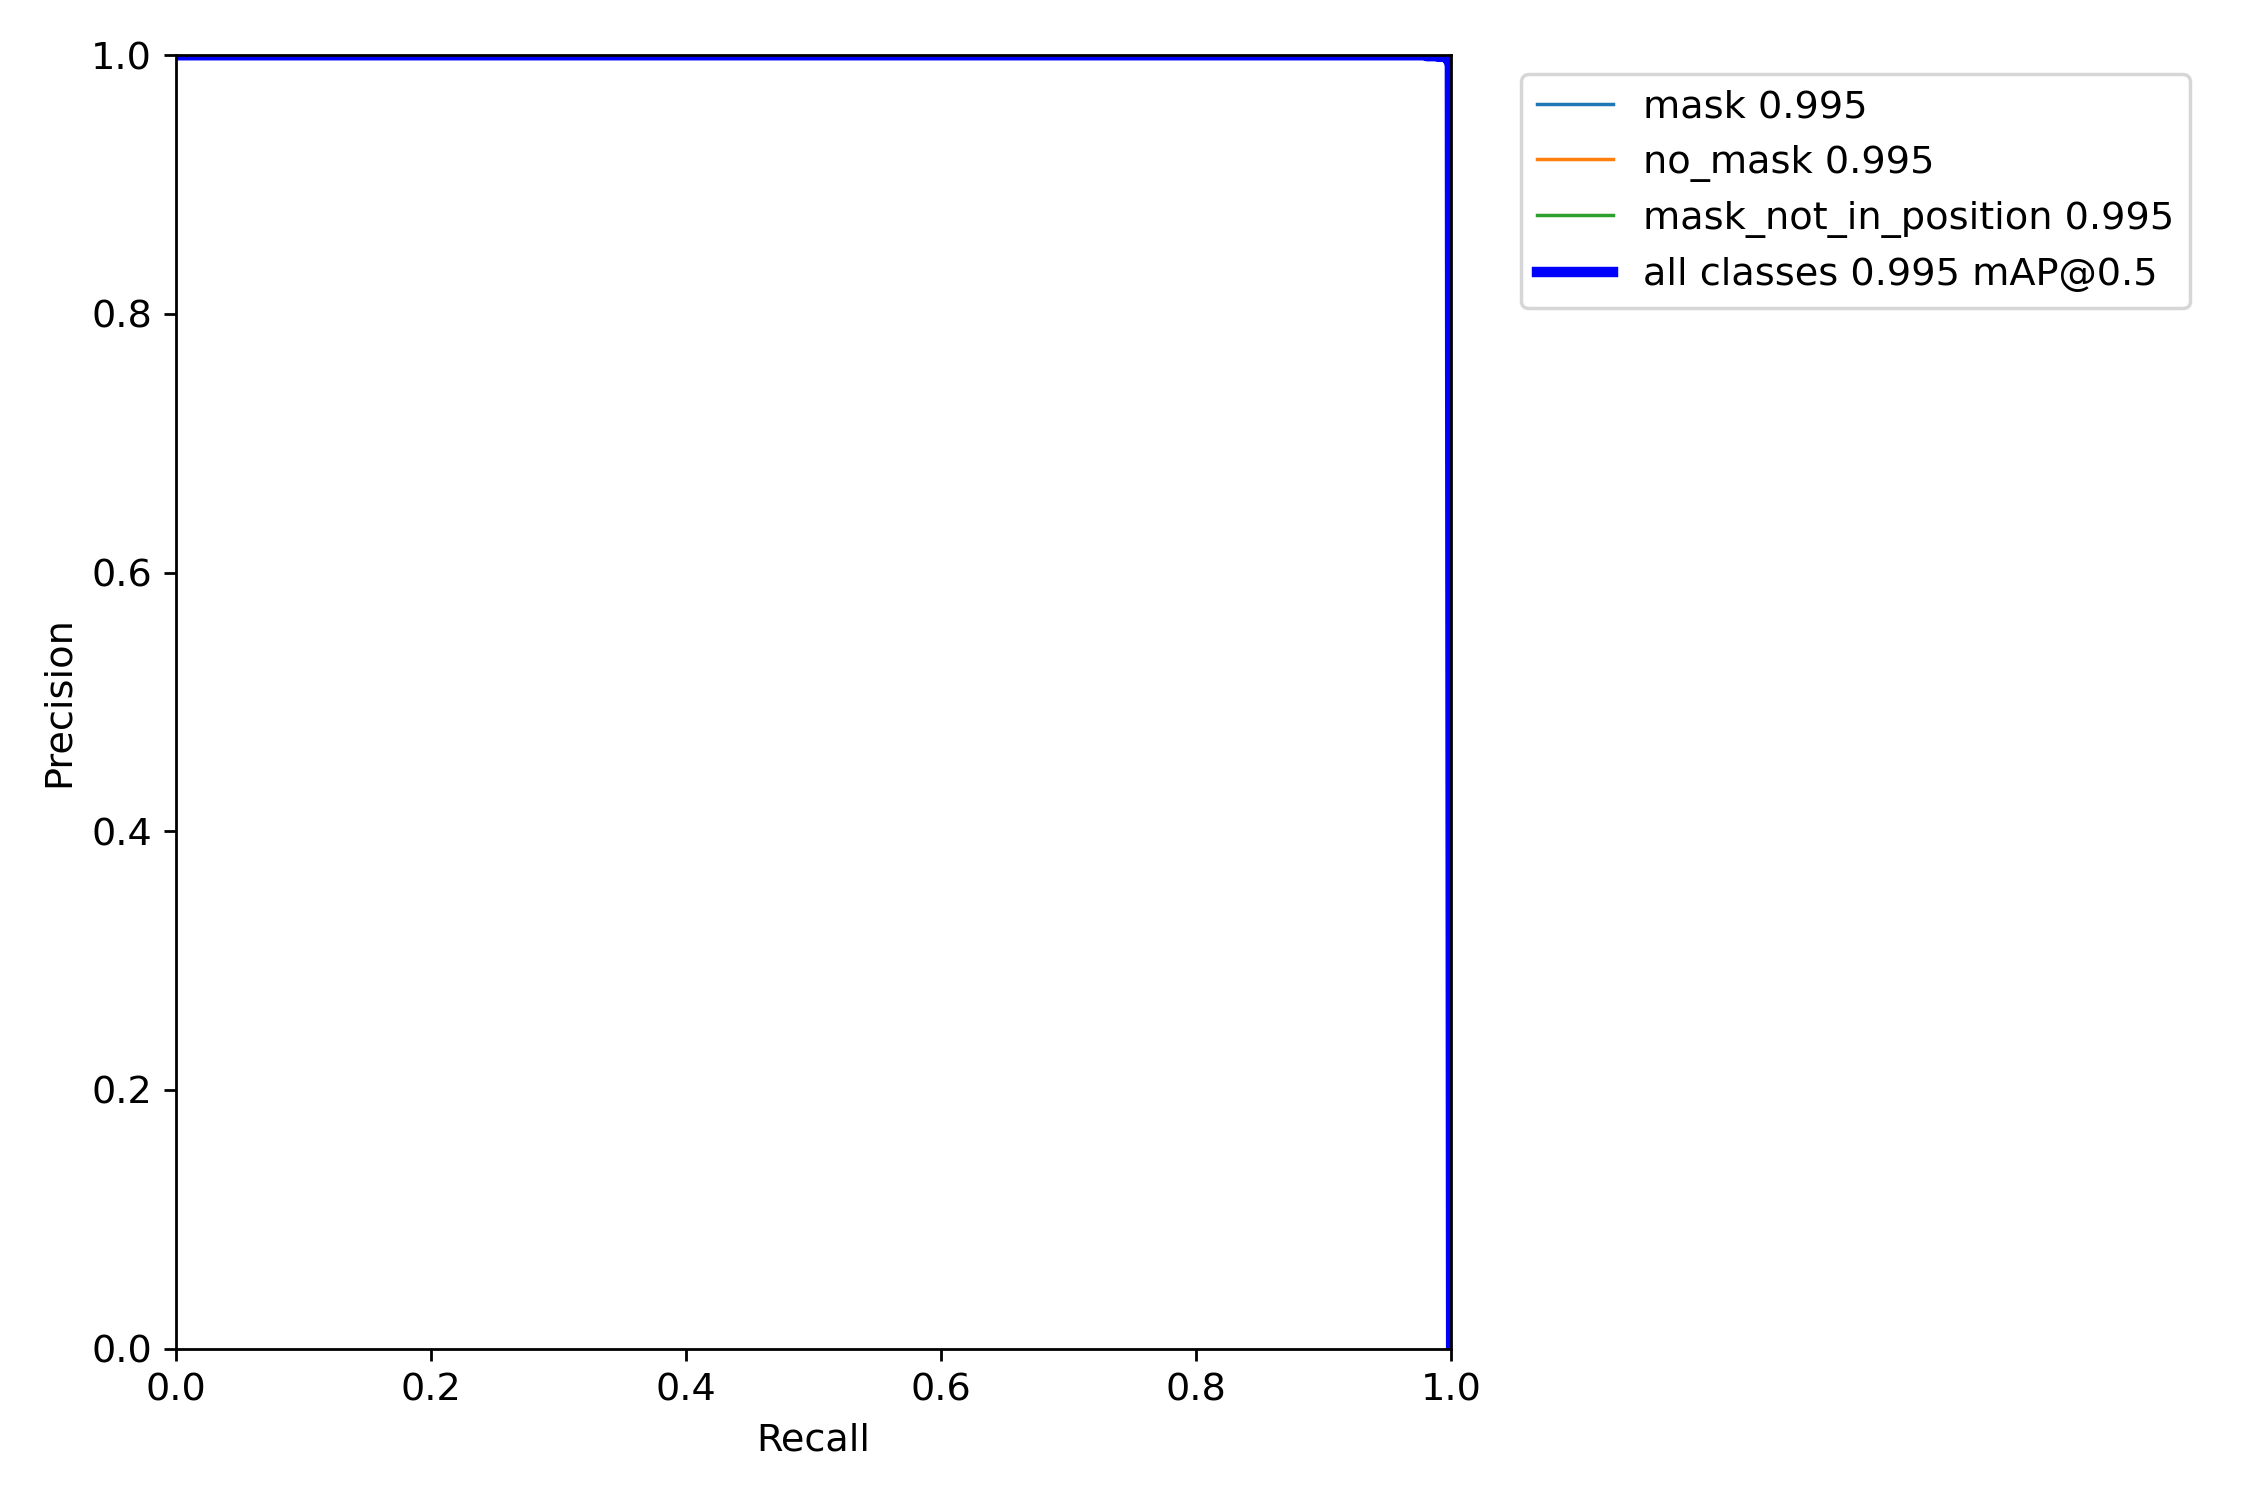 1.0
0.8
0.6
0.4
0.2
0.0
Precision
0.0 0.2 0.4 0.6 0.8 1.0
Recall
mask 0.995
no_mask 0.995
mask_not_in_position 0.995
all classes 0.995 mAP@0.5